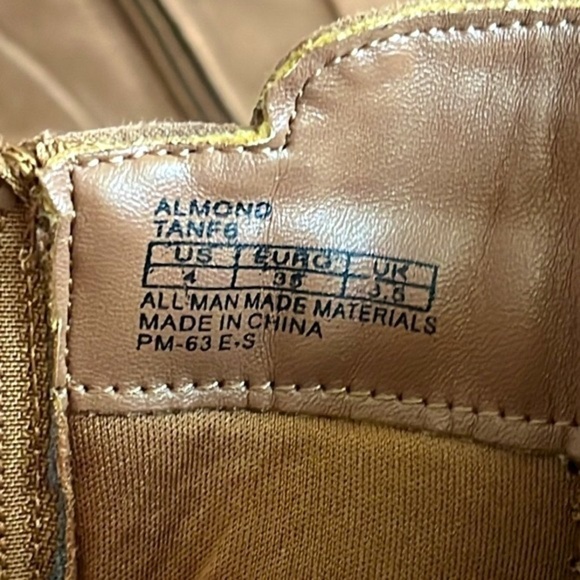 ALMOND
TANF6
US EURO UK
4 35 3.5
ALL MAN MADE MATERIALS
MADE IN CHINA
PM-63 E.S